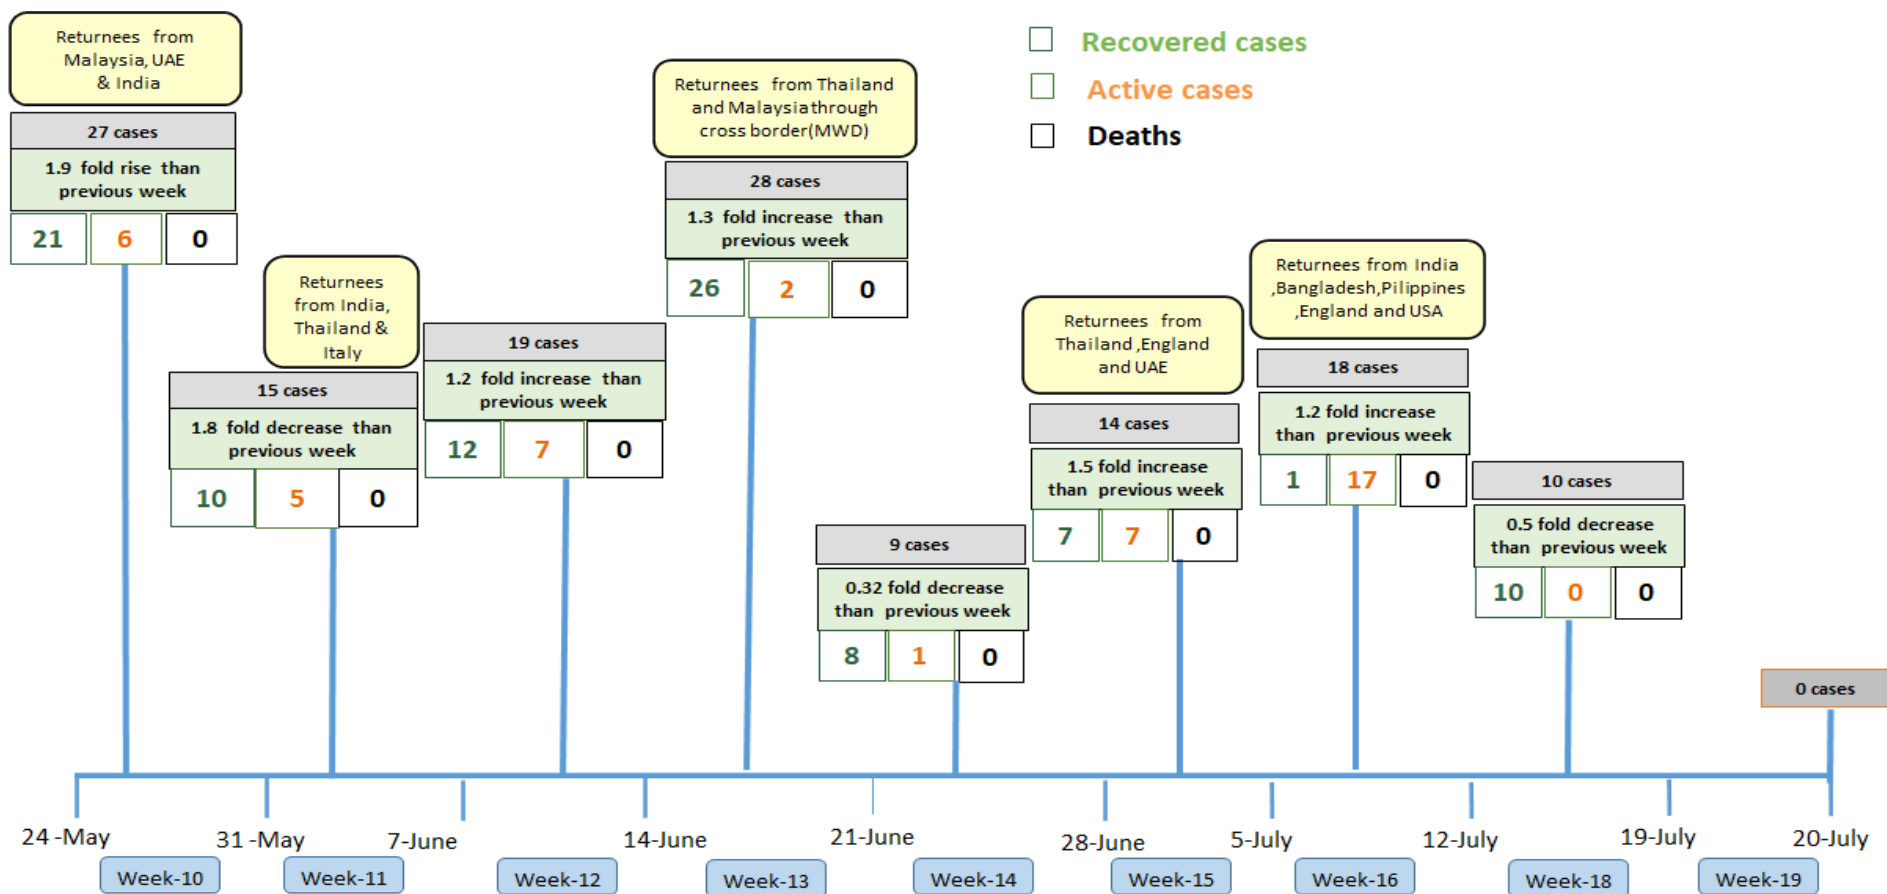 Returnees from
Malaysia, UAE
& India
27 cases
1.9 fold rise than
previous week
21 6 0
Returnees
from India,
Thailand &
Italy
15 cases
1.8 fold decrease than
previous week
10 5 0
19 cases
1.2 fold increase than
previous week
12 7 0
Returnees from Thailand
and Malaysiathrough
cross border(MWD)
28 cases
1.3 fold increase than
previous week
26 2 0
9 cases
0.32 fold decrease
than previous week
8 1 0
Returnees from
Thailand ,England
and UAE
14 cases
1.5 fold increase
than previous week
7 7 0
Returnees from India
,Bangladesh,Pilippines
,England and USA
18 cases
1.2 fold increase
than previous week
1 17 0
10 cases
0.5 fold decrease
than previous week
10 0 0
0 cases
Recovered cases
Active cases
Deaths
24 -May 31 -May 7-June 14-June 21-June 28-June 5-July 12-July 19-July 20-July
Week-10 Week-11 Week-12 Week-13 Week-14 Week-15 Week-16 Week-18 Week-19